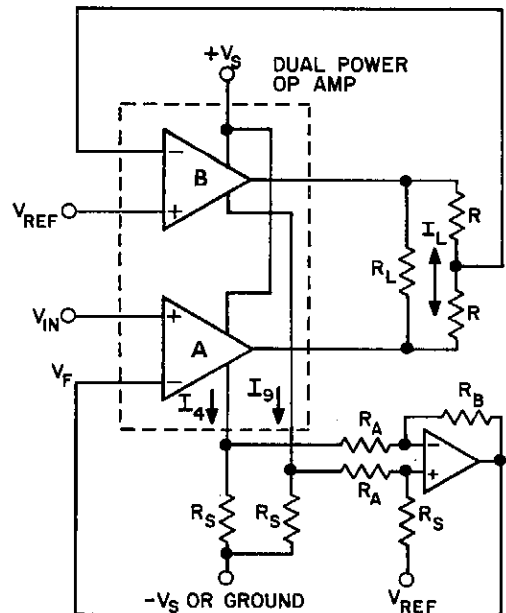 +VS
DUAL POWER
OP AMP
−
B
+
VREF
R
IL
RL
R
VIN
+
A
−
VF
I4
I9
RB
RA
−
+
RA
RS
RS
RS
VREF
-VS OR GROUND